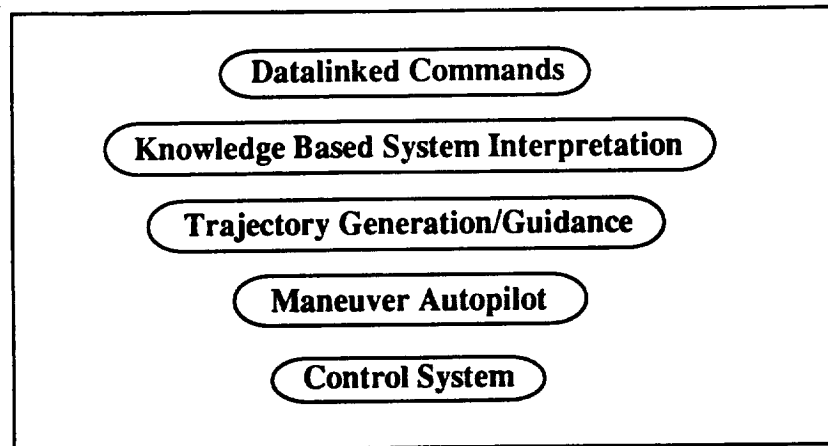 Datalinked Commands
Knowledge Based System Interpretation
Trajectory Generation/Guidance
Maneuver Autopilot
Control System